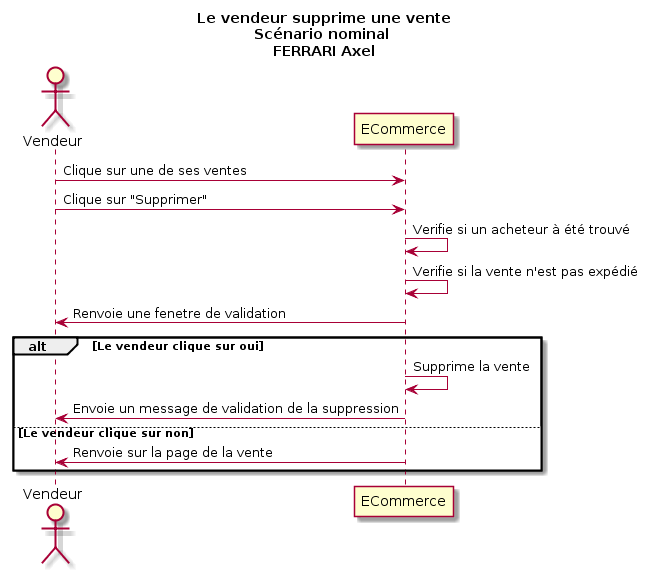 Le vendeur supprime une vente
Scénario nominal
FERRARI Axel
Vendeur
ECommerce
Clique sur une de ses ventes
Clique sur "Supprimer"
Verifie si un acheteur à été trouvé
Verifie si la vente n'est pas expédié
Renvoie une fenetre de validation
alt [Le vendeur clique sur oui]
Supprime la vente
Envoie un message de validation de la suppression
[Le vendeur clique sur non]
Renvoie sur la page de la vente
Vendeur
ECommerce